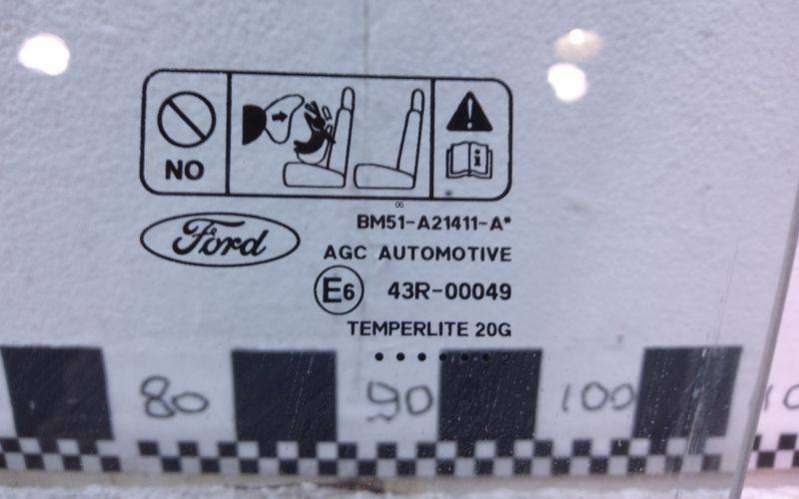 NO
BM51-A21411-A*
Ford
AGC AUTOMOTIVE
E6 43R-00049
TEMPERLITE 20G
80 90 100